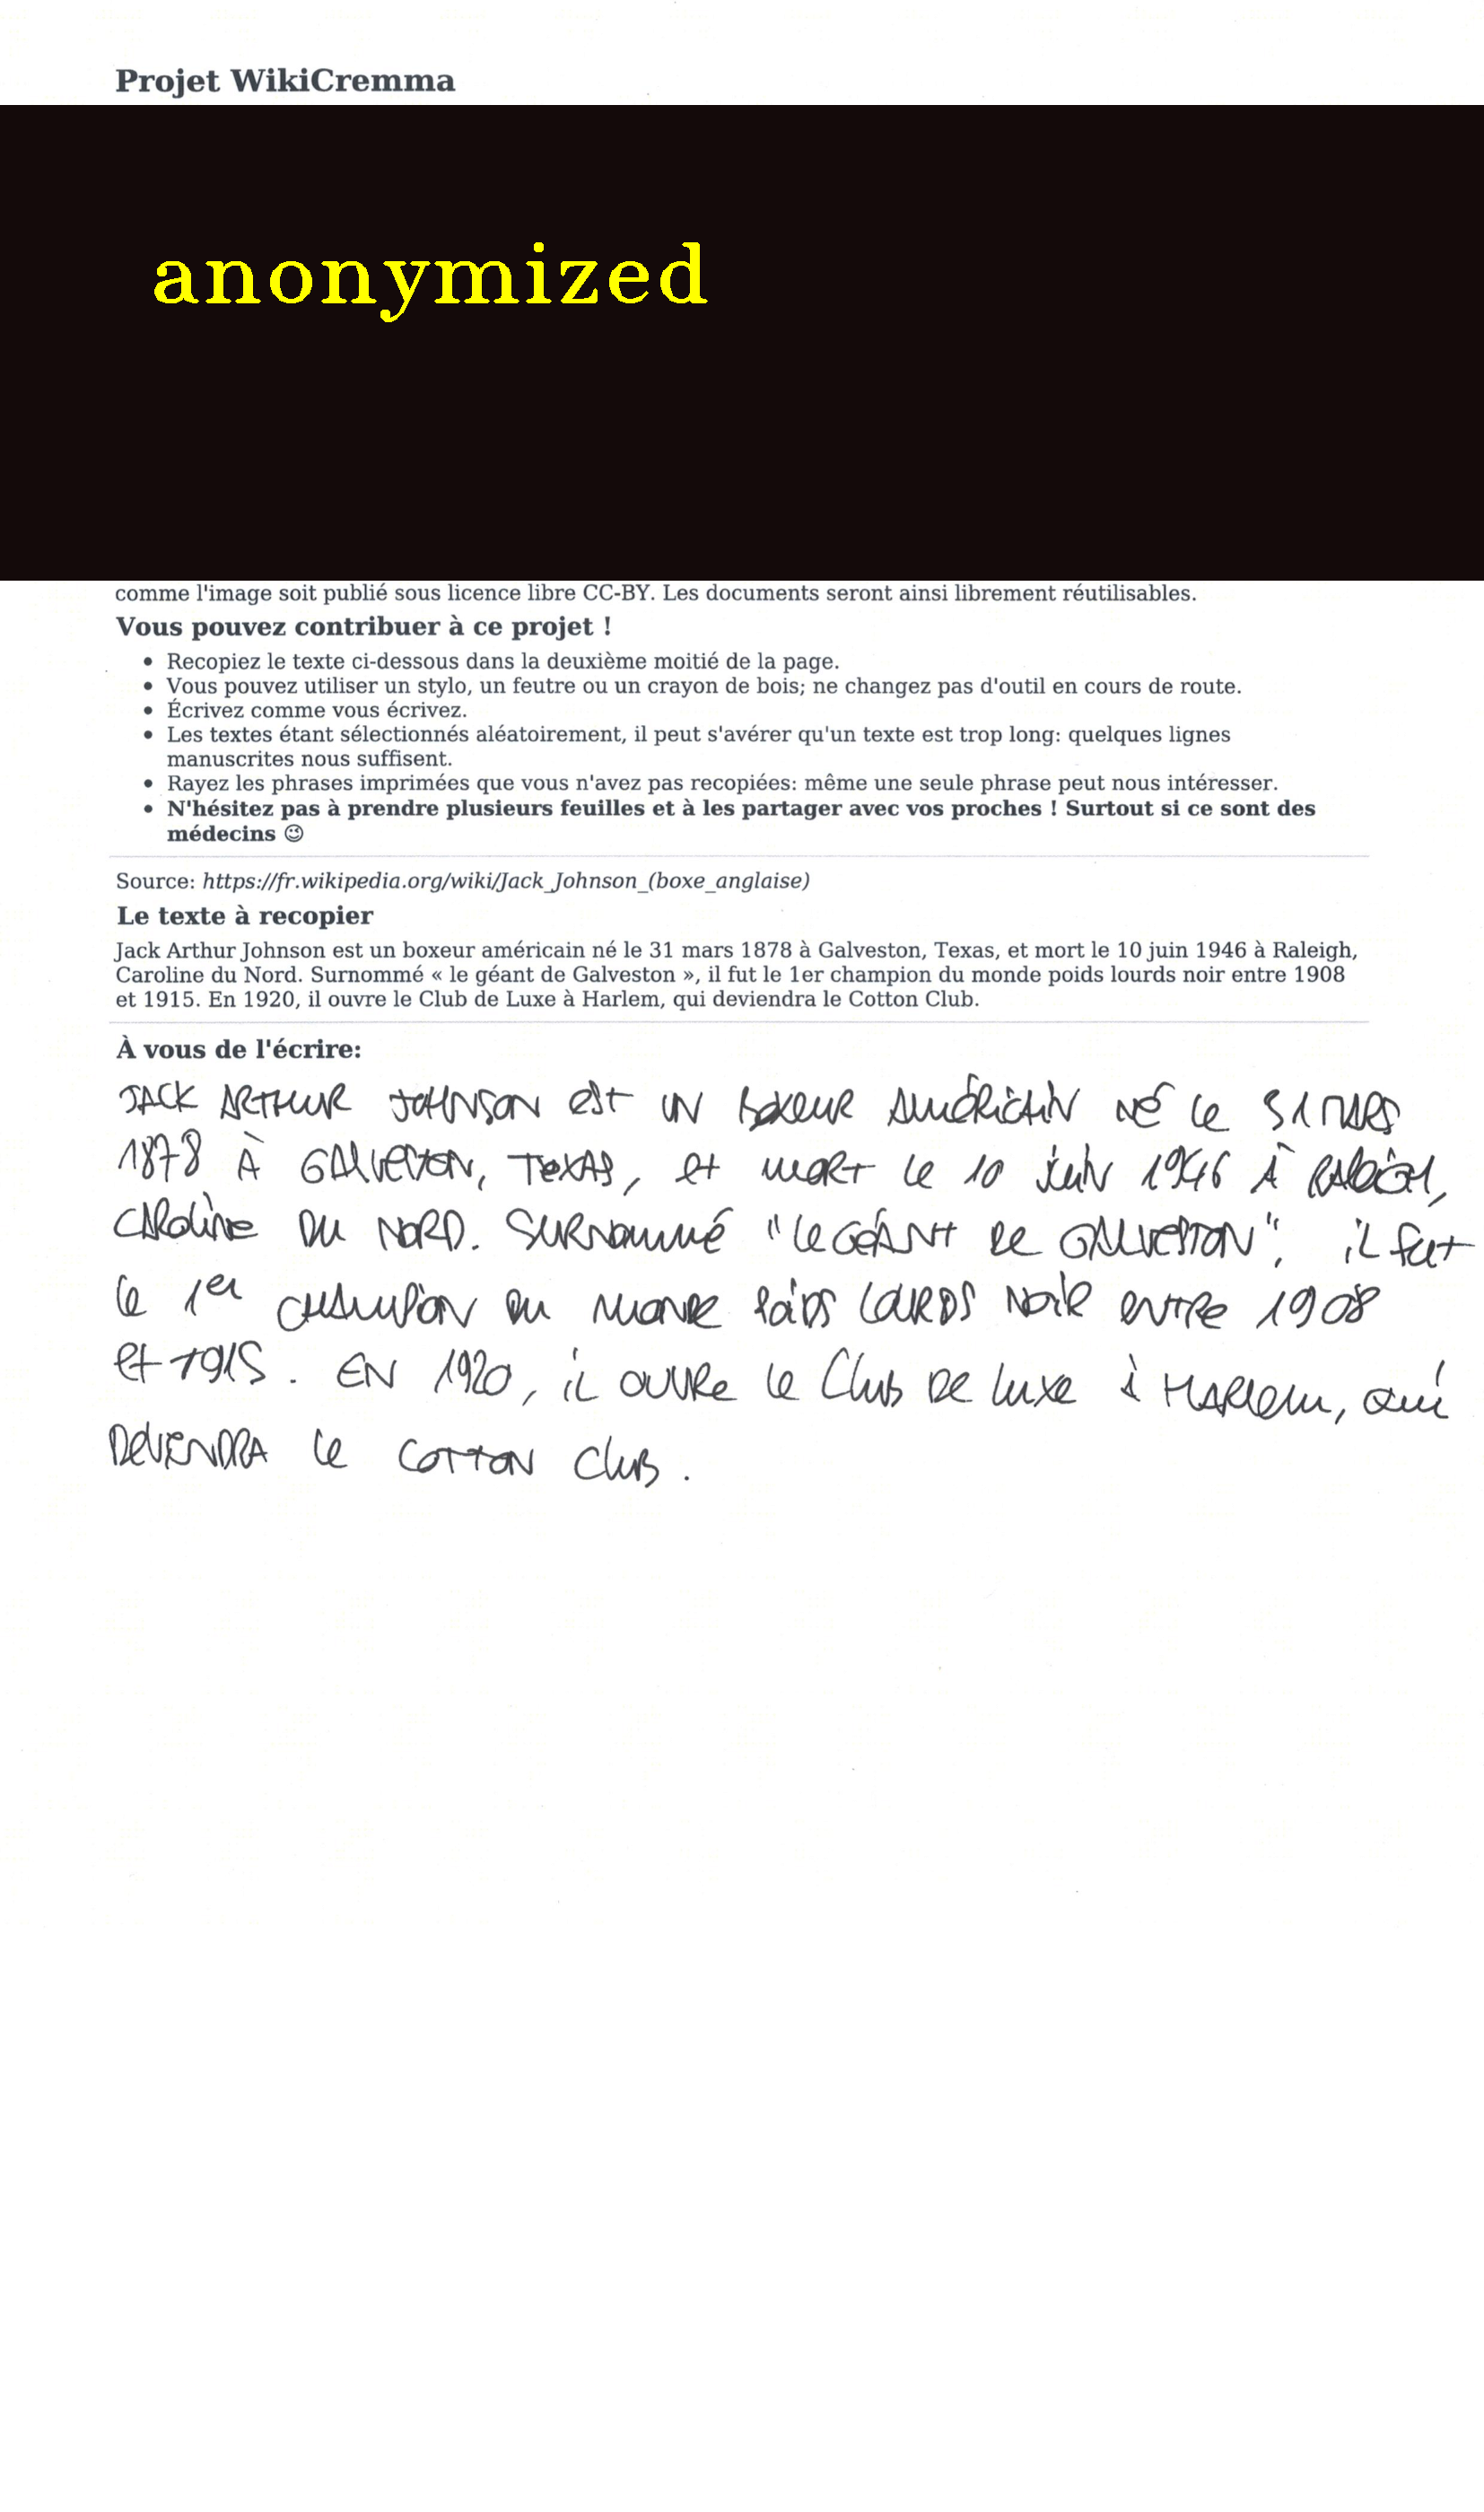 Projet WikiCremma
anonymized
comme l'image soit publié sous licence libre CC-BY. Les documents seront ainsi librement réutilisables.
Vous pouvez contribuer à ce projet !
• Recopiez le texte ci-dessous dans la deuxième moitié de la page.
• Vous pouvez utiliser un stylo, un feutre ou un crayon de bois; ne changez pas d'outil en cours de route.
• Écrivez comme vous écrivez.
• Les textes étant sélectionnés aléatoirement, il peut s'avérer qu'un texte est trop long: quelques lignes
manuscrites nous suffisent.
• Rayez les phrases imprimées que vous n'avez pas recopiées: même une seule phrase peut nous intéresser.
• N'hésitez pas à prendre plusieurs feuilles et à les partager avec vos proches ! Surtout si ce sont des
médecins 😉
Source: https://fr.wikipedia.org/wiki/Jack_Johnson_(boxe_anglaise)
Le texte à recopier
Jack Arthur Johnson est un boxeur américain né le 31 mars 1878 à Galveston, Texas, et mort le 10 juin 1946 à Raleigh,
Caroline du Nord. Surnommé « le géant de Galveston », il fut le 1er champion du monde poids lourds noir entre 1908
et 1915. En 1920, il ouvre le Club de Luxe à Harlem, qui deviendra le Cotton Club.
À vous de l'écrire:
JACK ARTHUR JOHNSON est UN BOXEUR AMÉRICAIN NÉ le 31 MARS
1878 À GALVESTON, TEXAS, et MORT le 10 juin 1946 À RALEIGH,
CAROLINE DU NORD. SURNOMMÉ "le GÉANT DE GALVESTON", il fut
le 1er CHAMPION DU MONDE POIDS LOURDS NOIR ENTRE 1908
et 1915. EN 1920, il OUVRE le Club DE Luxe à HARLEM, QUI
DEVENDRA le COTTON Club.